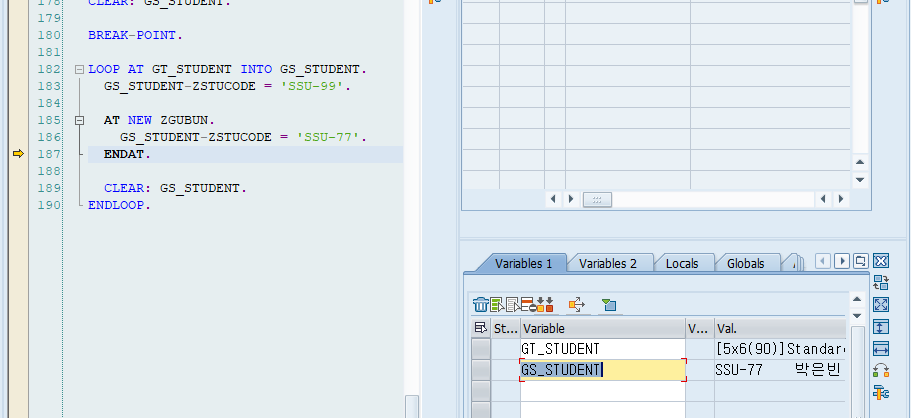 178 CLEAR: GS_STUDENT.
179
180 BREAK-POINT.
181
182 LOOP AT GT_STUDENT INTO GS_STUDENT.
183 GS_STUDENT-ZSTUCODE = 'SSU-99'.
184
185 AT NEW ZGUBUN.
186 GS_STUDENT-ZSTUCODE = 'SSU-77'.
187 ENDAT.
188
189 CLEAR: GS_STUDENT.
190 ENDLOOP.
Variables 1 Variables 2 Locals Globals
St... Variable V... Val.
GT_STUDENT [5x6(90)]Standar
GS_STUDENT SSU-77 박은빈